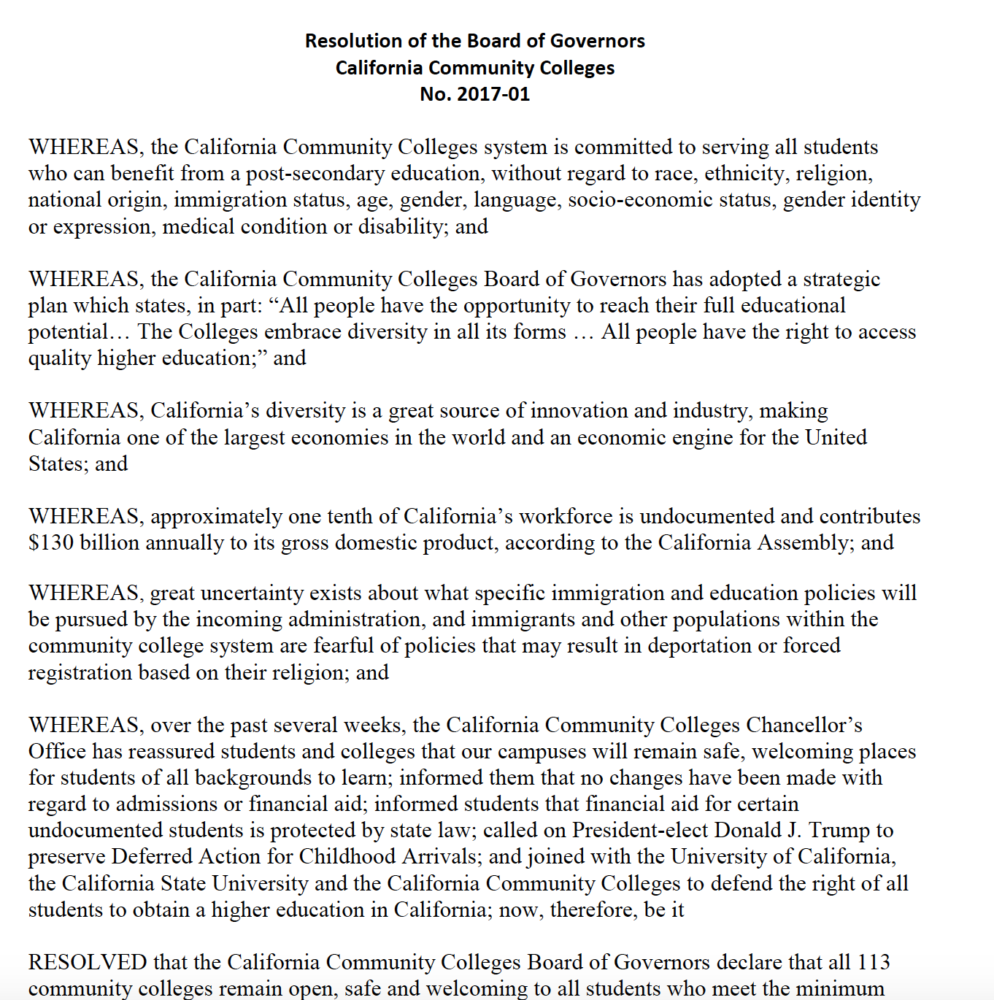 Resolution of the Board of Governors
California Community Colleges
No. 2017-01
WHEREAS, the California Community Colleges system is committed to serving all students
who can benefit from a post-secondary education, without regard to race, ethnicity, religion,
national origin, immigration status, age, gender, language, socio-economic status, gender identity
or expression, medical condition or disability; and
WHEREAS, the California Community Colleges Board of Governors has adopted a strategic
plan which states, in part: “All people have the opportunity to reach their full educational
potential… The Colleges embrace diversity in all its forms … All people have the right to access
quality higher education;” and
WHEREAS, California’s diversity is a great source of innovation and industry, making
California one of the largest economies in the world and an economic engine for the United
States; and
WHEREAS, approximately one tenth of California’s workforce is undocumented and contributes
$130 billion annually to its gross domestic product, according to the California Assembly; and
WHEREAS, great uncertainty exists about what specific immigration and education policies will
be pursued by the incoming administration, and immigrants and other populations within the
community college system are fearful of policies that may result in deportation or forced
registration based on their religion; and
WHEREAS, over the past several weeks, the California Community Colleges Chancellor’s
Office has reassured students and colleges that our campuses will remain safe, welcoming places
for students of all backgrounds to learn; informed them that no changes have been made with
regard to admissions or financial aid; informed students that financial aid for certain
undocumented students is protected by state law; called on President-elect Donald J. Trump to
preserve Deferred Action for Childhood Arrivals; and joined with the University of California,
the California State University and the California Community Colleges to defend the right of all
students to obtain a higher education in California; now, therefore, be it
RESOLVED that the California Community Colleges Board of Governors declare that all 113
community colleges remain open, safe and welcoming to all students who meet the minimum